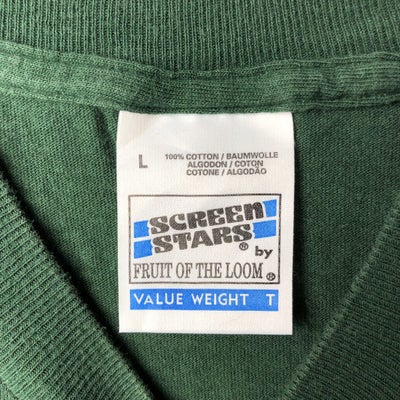 L
100% COTTON / BAUMWOLLE
ALGODON / COTON
COTONE / ALGODÃO
SCREEN
STARS®
by
FRUIT OF THE LOOM®
VALUE WEIGHT T